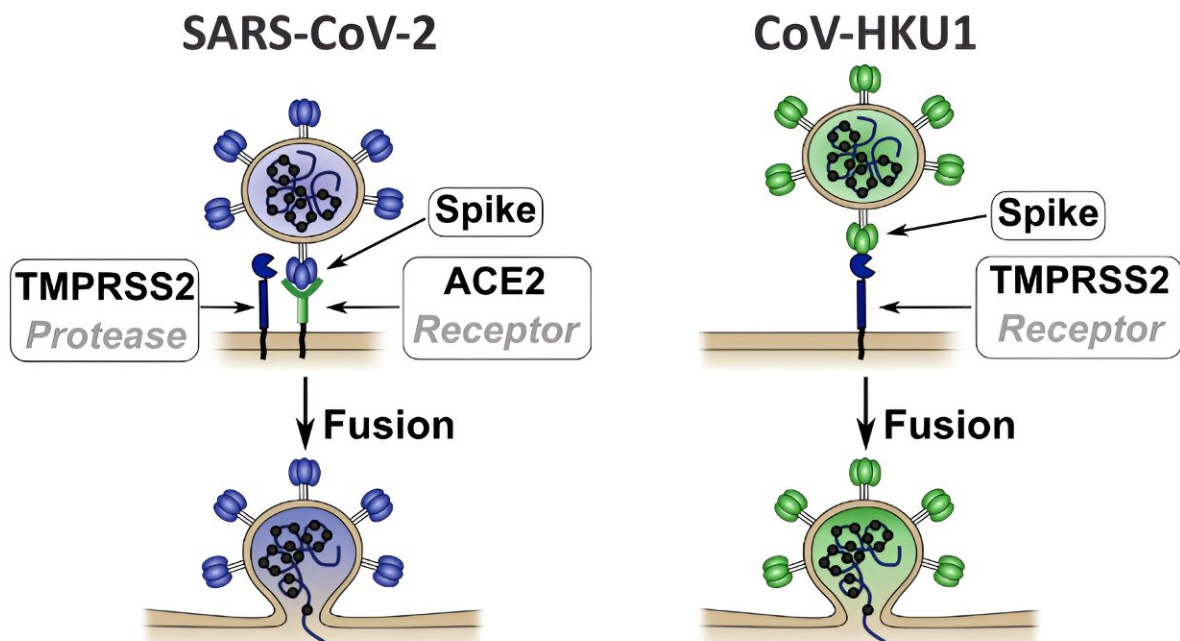 SARS-CoV-2
CoV-HKU1
Spike
TMPRSS2
Protease
ACE2
Receptor
Spike
TMPRSS2
Receptor
Fusion
Fusion